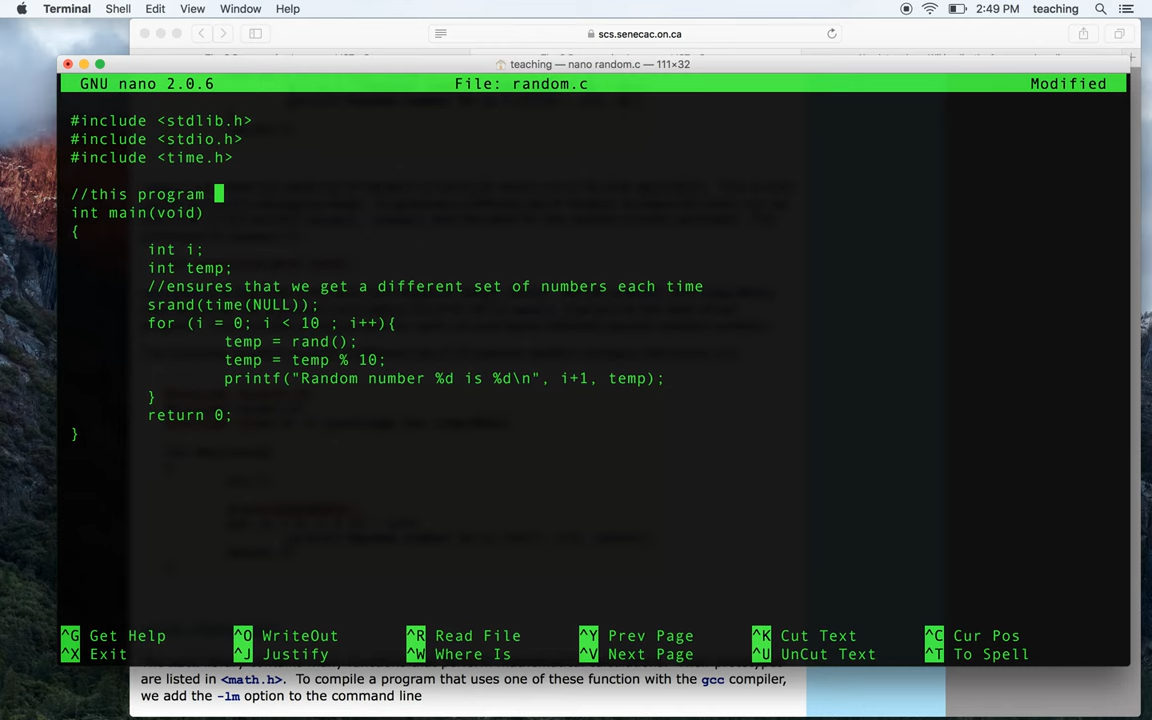 Terminal Shell Edit View Window Help 2:49 PM teaching
scs.senecac.on.ca
teaching — nano random.c — 111×32
GNU nano 2.0.6 File: random.c Modified
#include <stdlib.h>
#include <stdio.h>
#include <time.h>
//this program
int main(void)
{
int i;
int temp;
//ensures that we get a different set of numbers each time
srand(time(NULL));
for (i = 0; i < 10 ; i++){
temp = rand();
temp = temp % 10;
printf("Random number %d is %d\n", i+1, temp);
}
return 0;
}
^G Get Help ^O WriteOut ^R Read File ^Y Prev Page ^K Cut Text ^C Cur Pos
^X Exit ^J Justify ^W Where Is ^V Next Page ^U UnCut Text ^T To Spell
are listed in <math.h>. To compile a program that uses one of these function with the gcc compiler,
we add the -lm option to the command line